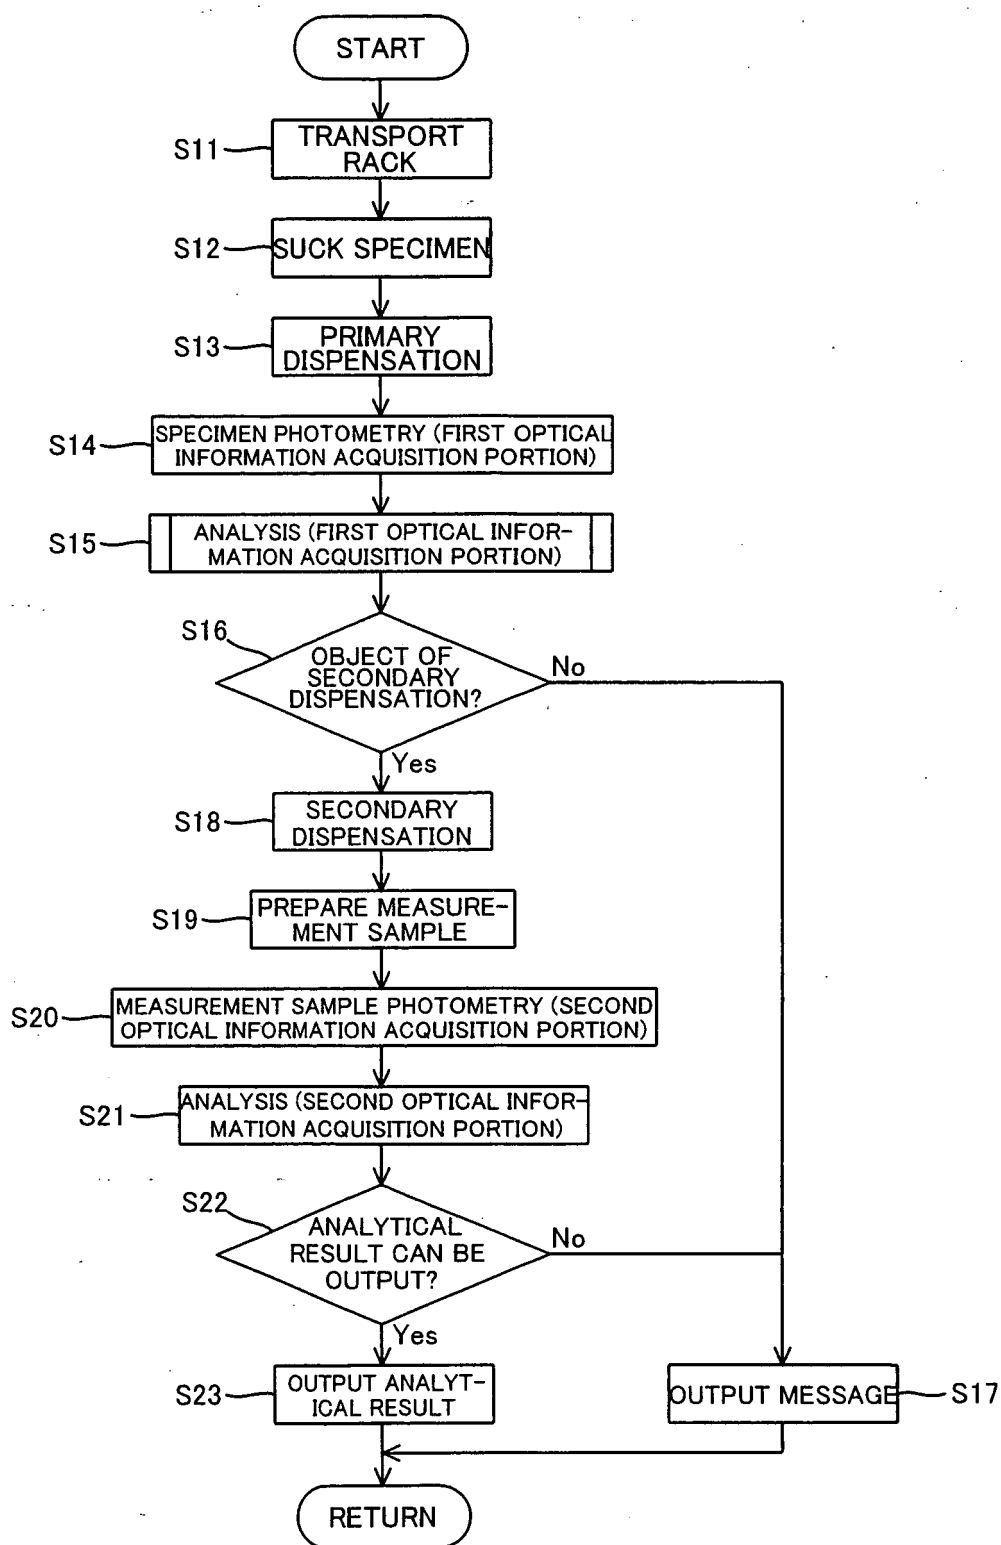 START
S11
TRANSPORT
RACK
S12
SUCK SPECIMEN
S13
PRIMARY
DISPENSATION
S14
SPECIMEN PHOTOMETRY (FIRST OPTICAL
INFORMATION ACQUISITION PORTION)
S15
ANALYSIS (FIRST OPTICAL INFOR-
MATION ACQUISITION PORTION)
S16
OBJECT OF
SECONDARY
DISPENSATION?
No
Yes
S18
SECONDARY
DISPENSATION
S19
PREPARE MEASURE-
MENT SAMPLE
S20
MEASUREMENT SAMPLE PHOTOMETRY (SECOND
OPTICAL INFORMATION ACQUISITION PORTION)
S21
ANALYSIS (SECOND OPTICAL INFOR-
MATION ACQUISITION PORTION)
S22
ANALYTICAL
RESULT CAN BE
OUTPUT?
No
Yes
S23
OUTPUT ANALYT-
ICAL RESULT
OUTPUT MESSAGE
S17
RETURN